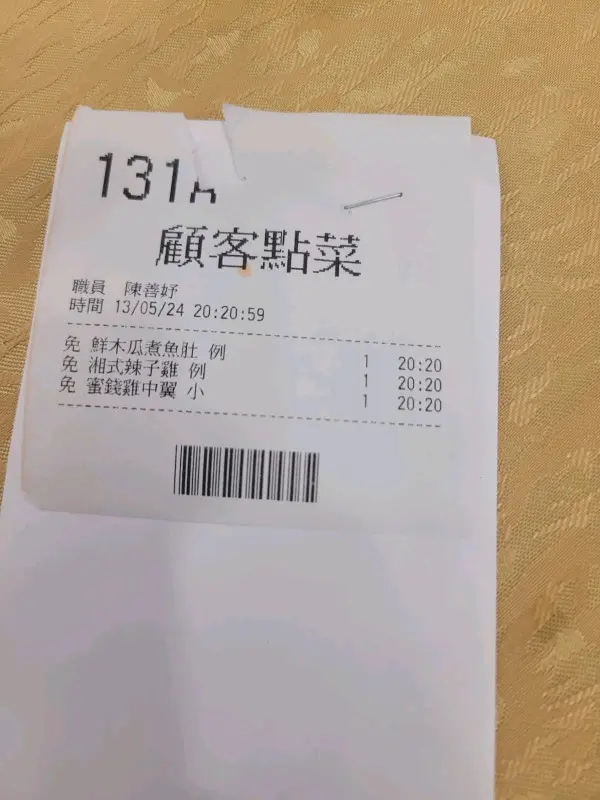 131A
顧客點菜
職員 陳善妤
時間 13/05/24 20:20:59
免 鮮木瓜煮魚肚 例 1 20:20
免 湘式辣子雞 例 1 20:20
免 蜜錢雞中翼 小 1 20:20